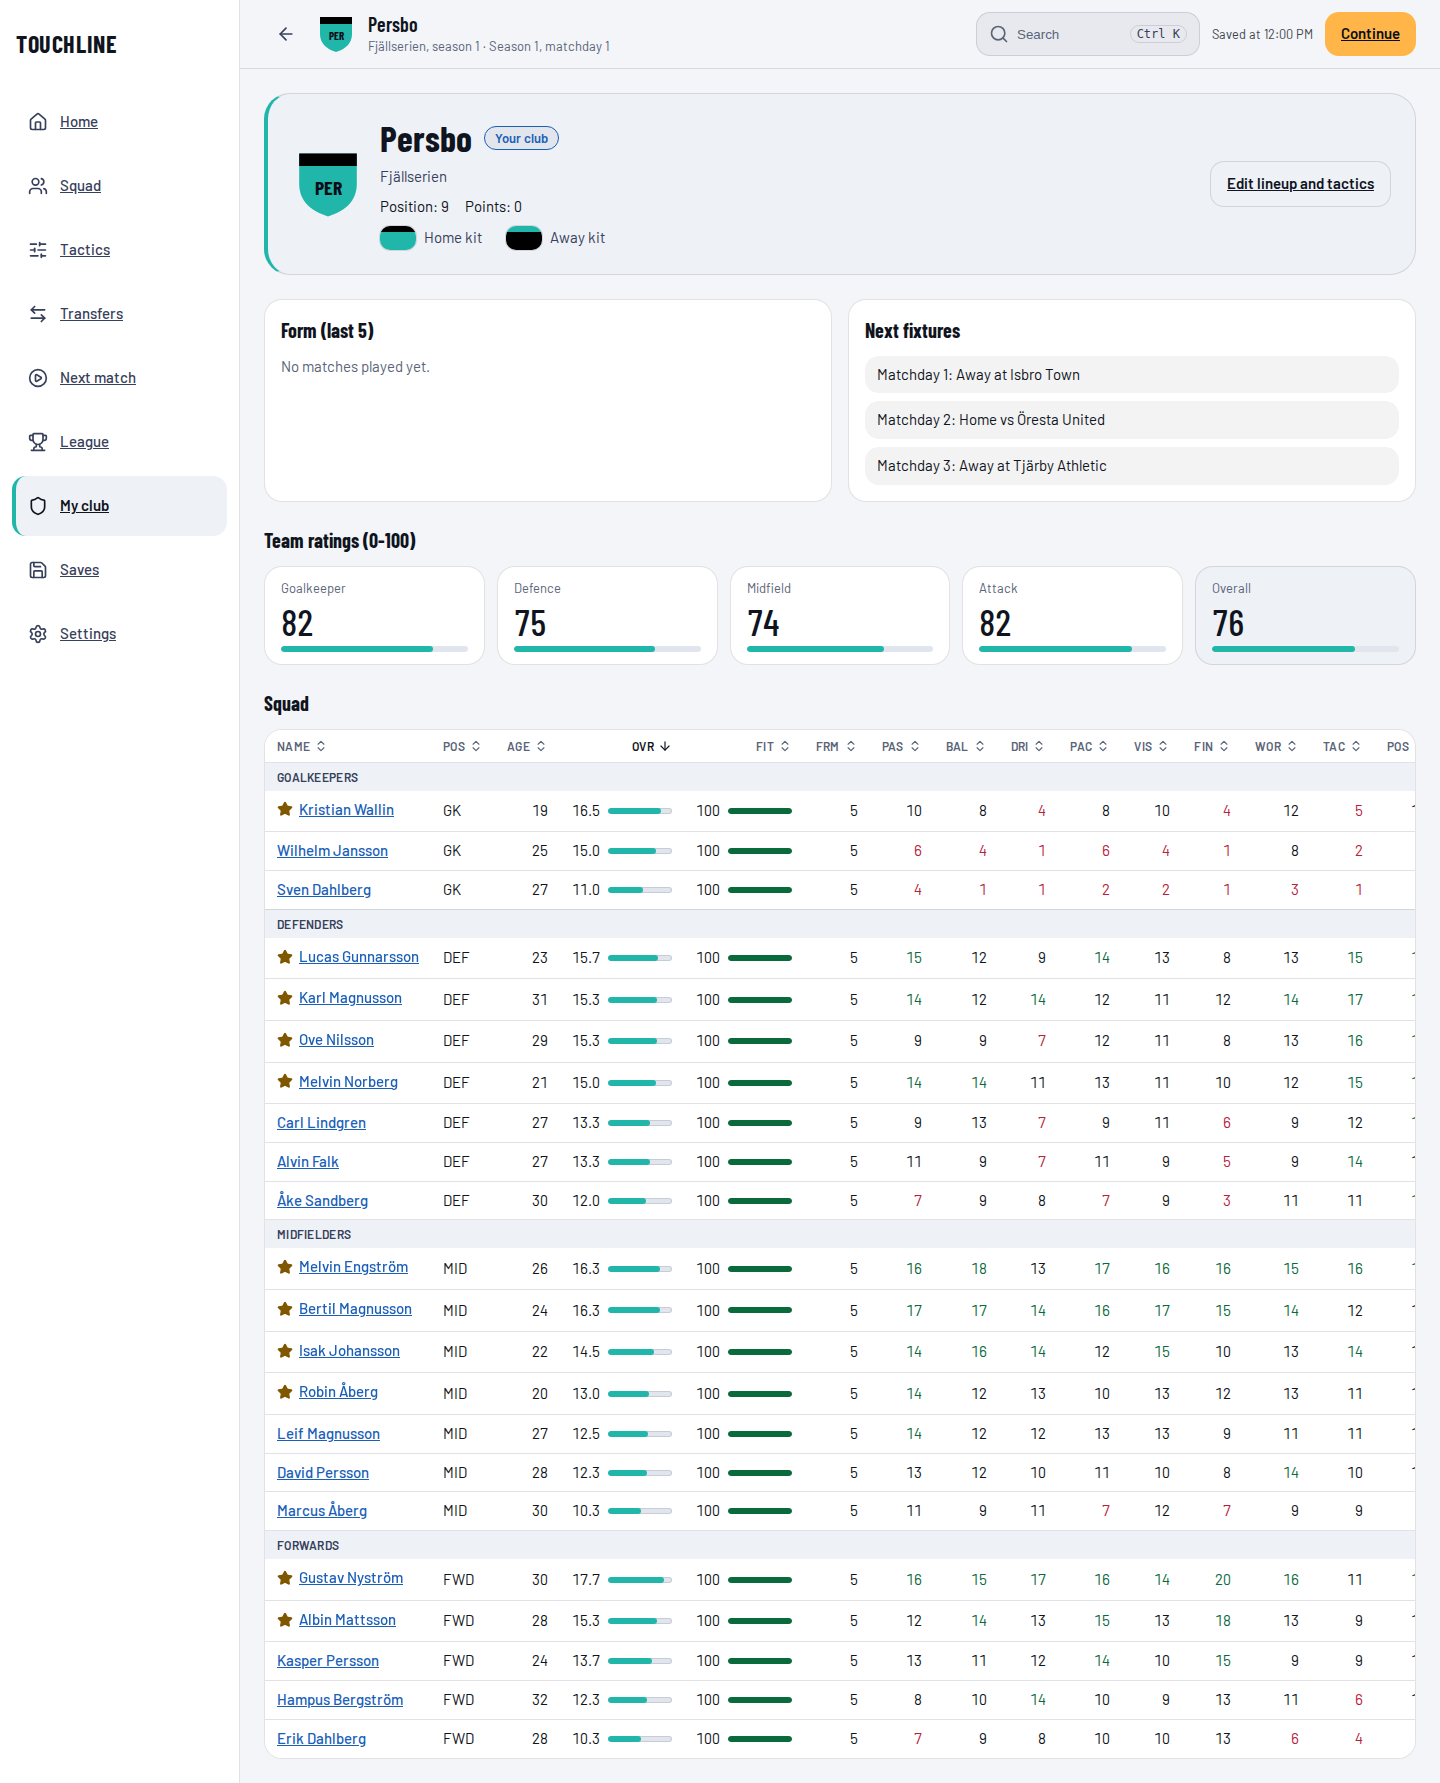 TOUCHLINE
Home
Squad
Tactics
Transfers
Next match
League
My club
Saves
Settings
PER
Persbo
Fjällserien, season 1 · Season 1, matchday 1
Search
Ctrl K
Saved at 12:00 PM
Continue
PER
Persbo
Your club
Fjällserien
Position: 9 Points: 0
Home kit Away kit
Edit lineup and tactics
Form (last 5)
No matches played yet.
Next fixtures
Matchday 1: Away at Isbro Town
Matchday 2: Home vs Öresta United
Matchday 3: Away at Tjärby Athletic
Team ratings (0-100)
Goalkeeper
82
Defence
75
Midfield
74
Attack
82
Overall
76
Squad
NAME POS AGE OVR FIT FRM PAS BAL DRI PAC VIS FIN WOR TAC POS
GOALKEEPERS
Kristian Wallin GK 19 16.5 100 5 10 8 4 8 10 4 12 5
Wilhelm Jansson GK 25 15.0 100 5 6 4 1 6 4 1 8 2
Sven Dahlberg GK 27 11.0 100 5 4 1 1 2 2 1 3 1
DEFENDERS
Lucas Gunnarsson DEF 23 15.7 100 5 15 12 9 14 13 8 13 15
Karl Magnusson DEF 31 15.3 100 5 14 12 14 12 11 12 14 17
Ove Nilsson DEF 29 15.3 100 5 9 9 7 12 11 8 13 16
Melvin Norberg DEF 21 15.0 100 5 14 14 11 13 11 10 12 15
Carl Lindgren DEF 27 13.3 100 5 9 13 7 9 11 6 9 12
Alvin Falk DEF 27 13.3 100 5 11 9 7 11 9 5 9 14
Åke Sandberg DEF 30 12.0 100 5 7 9 8 7 9 3 11 11
MIDFIELDERS
Melvin Engström MID 26 16.3 100 5 16 18 13 17 16 16 15 16
Bertil Magnusson MID 24 16.3 100 5 17 17 14 16 17 15 14 12
Isak Johansson MID 22 14.5 100 5 14 16 14 12 15 10 13 14
Robin Åberg MID 20 13.0 100 5 14 12 13 10 13 12 13 11
Leif Magnusson MID 27 12.5 100 5 14 12 12 13 13 9 11 11
David Persson MID 28 12.3 100 5 13 12 10 11 10 8 14 10
Marcus Åberg MID 30 10.3 100 5 11 9 11 7 12 7 9 9
FORWARDS
Gustav Nyström FWD 30 17.7 100 5 16 15 17 16 14 20 16 11
Albin Mattsson FWD 28 15.3 100 5 12 14 13 15 13 18 13 9
Kasper Persson FWD 24 13.7 100 5 13 11 12 14 10 15 9 9
Hampus Bergström FWD 32 12.3 100 5 8 10 14 10 9 13 11 6
Erik Dahlberg FWD 28 10.3 100 5 7 9 8 10 10 13 6 4